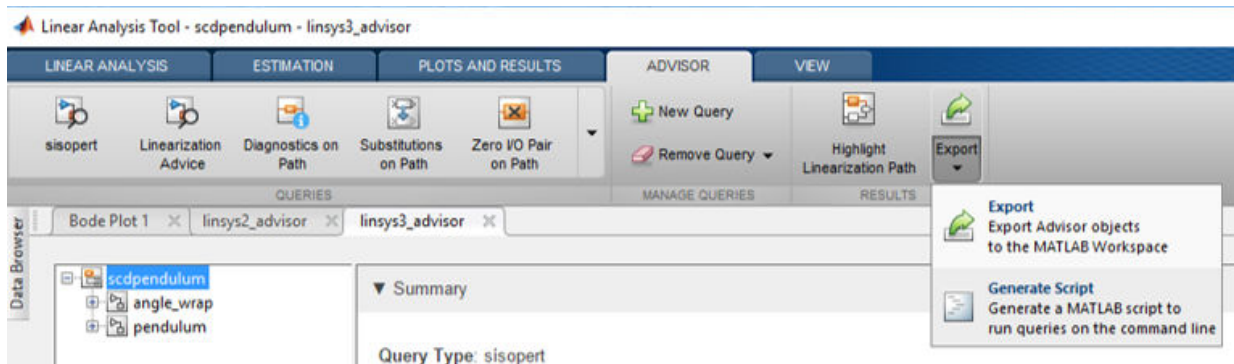 Linear Analysis Tool - scdpendulum - linsys3_advisor
LINEAR ANALYSIS ESTIMATION PLOTS AND RESULTS ADVISOR VIEW
sisopert
Linearization
Advice
Diagnostics on
Path
Substitutions
on Path
Zero I/O Pair
on Path
New Query
Remove Query
Highlight
Linearization Path
Export
QUERIES MANAGE QUERIES RESULTS
Export
Export Advisor objects
to the MATLAB Workspace
Generate Script
Generate a MATLAB script to
run queries on the command line
Data Browser
Bode Plot 1 linsys2_advisor linsys3_advisor
scdpendulum
angle_wrap
pendulum
Summary
Query Type: sisopert